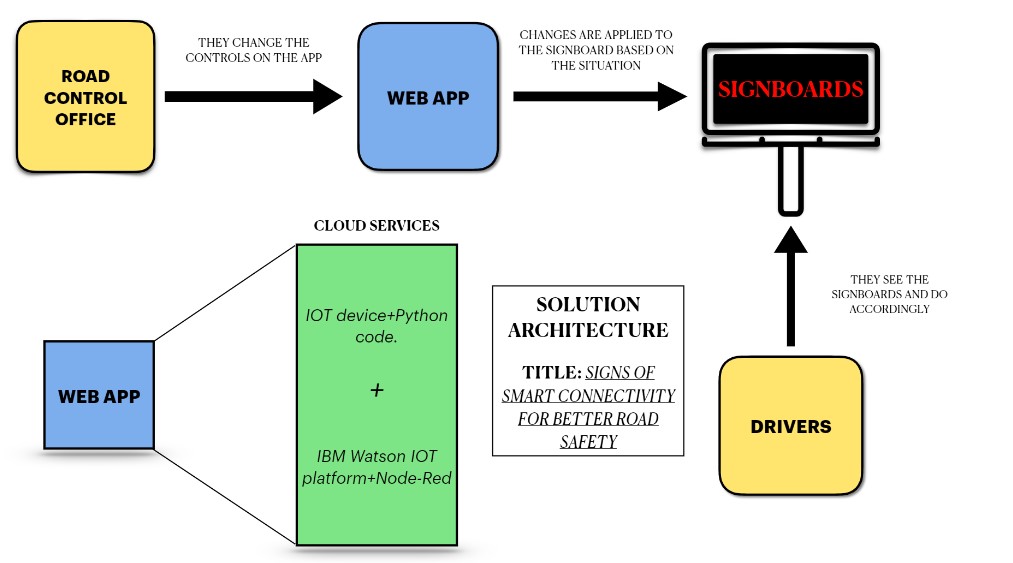 ROAD
CONTROL
OFFICE
THEY CHANGE THE
CONTROLS ON THE APP
WEB APP
CHANGES ARE APPLIED TO
THE SIGNBOARD BASED ON
THE SITUATION
SIGNBOARDS
CLOUD SERVICES
WEB APP
IOT device+Python
code.
+
IBM Watson IOT
platform+Node-Red
SOLUTION
ARCHITECTURE
TITLE: SIGNS OF
SMART CONNECTIVITY
FOR BETTER ROAD
SAFETY
THEY SEE THE
SIGNBOARDS AND DO
ACCORDINGLY
DRIVERS